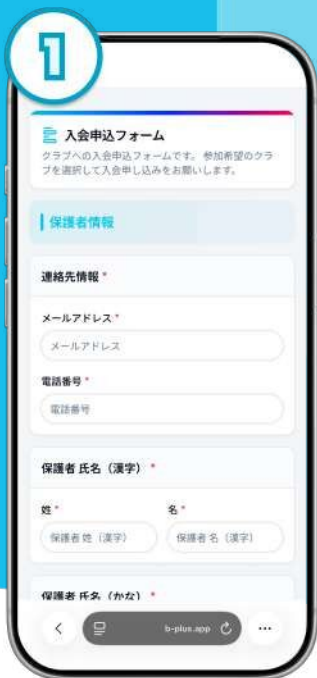 1
入会申込フォーム
クラブへの入会申込フォームです。 参加希望のクラ
ブを選択して入会申し込みをお願いします。
保護者情報
連絡先情報 *
メールアドレス *
メールアドレス
電話番号 *
電話番号
保護者 氏名（漢字） *
姓 * 名 *
保護者 姓（漢字） 保護者 名（漢字）
保護者 氏名（かな） *
b-plus.app